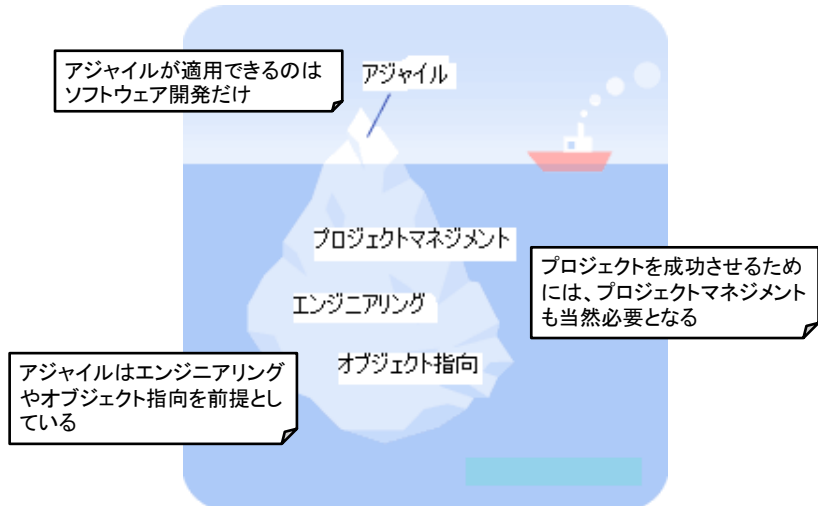 アジャイルが適用できるのは
ソフトウェア開発だけ
アジャイル
プロジェクトマネジメント
プロジェクトを成功させるため
には、プロジェクトマネジメント
も当然必要となる
エンジニアリング
オブジェクト指向
アジャイルはエンジニアリング
やオブジェクト指向を前提とし
ている